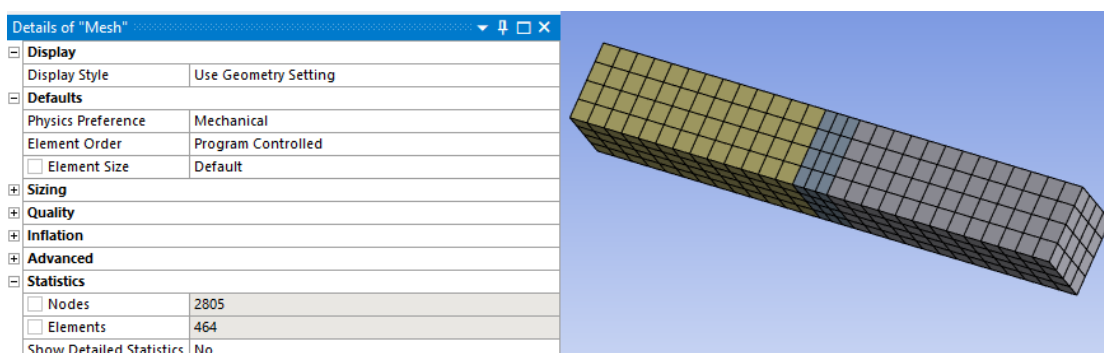 Details of "Mesh"
Display
Display Style Use Geometry Setting
Defaults
Physics Preference Mechanical
Element Order Program Controlled
Element Size Default
Sizing
Quality
Inflation
Advanced
Statistics
Nodes 2805
Elements 464
Show Detailed Statistics No